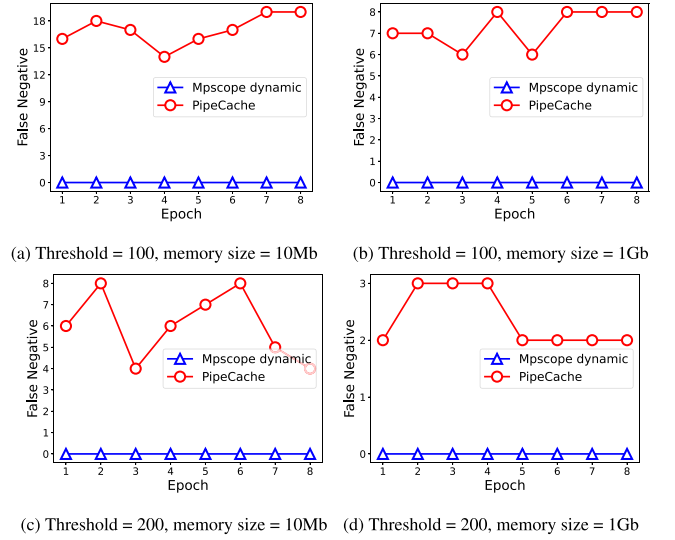 False Negative
18
15
12
9
6
3
0
Mpscope dynamic
PipeCache
1 2 3 4 5 6 7 8
Epoch
(a) Threshold = 100, memory size = 10Mb
False Negative
8
7
6
5
4
3
2
1
0
Mpscope dynamic
PipeCache
1 2 3 4 5 6 7 8
Epoch
(b) Threshold = 100, memory size = 1Gb
False Negative
8
7
6
5
4
3
2
1
0
Mpscope dynamic
PipeCache
1 2 3 4 5 6 7 8
Epoch
(c) Threshold = 200, memory size = 10Mb
False Negative
3
2
1
0
Mpscope dynamic
PipeCache
1 2 3 4 5 6 7 8
Epoch
(d) Threshold = 200, memory size = 1Gb